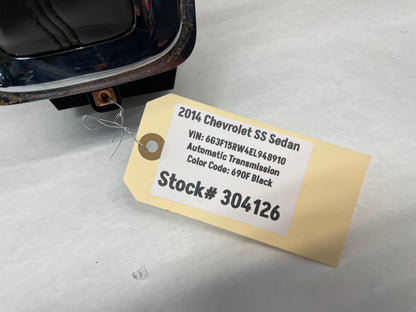 2014 Chevrolet SS Sedan
VIN: 6G3F15RW4EL948910
Automatic Transmission
Color Code: 690F Black
Stock# 304126